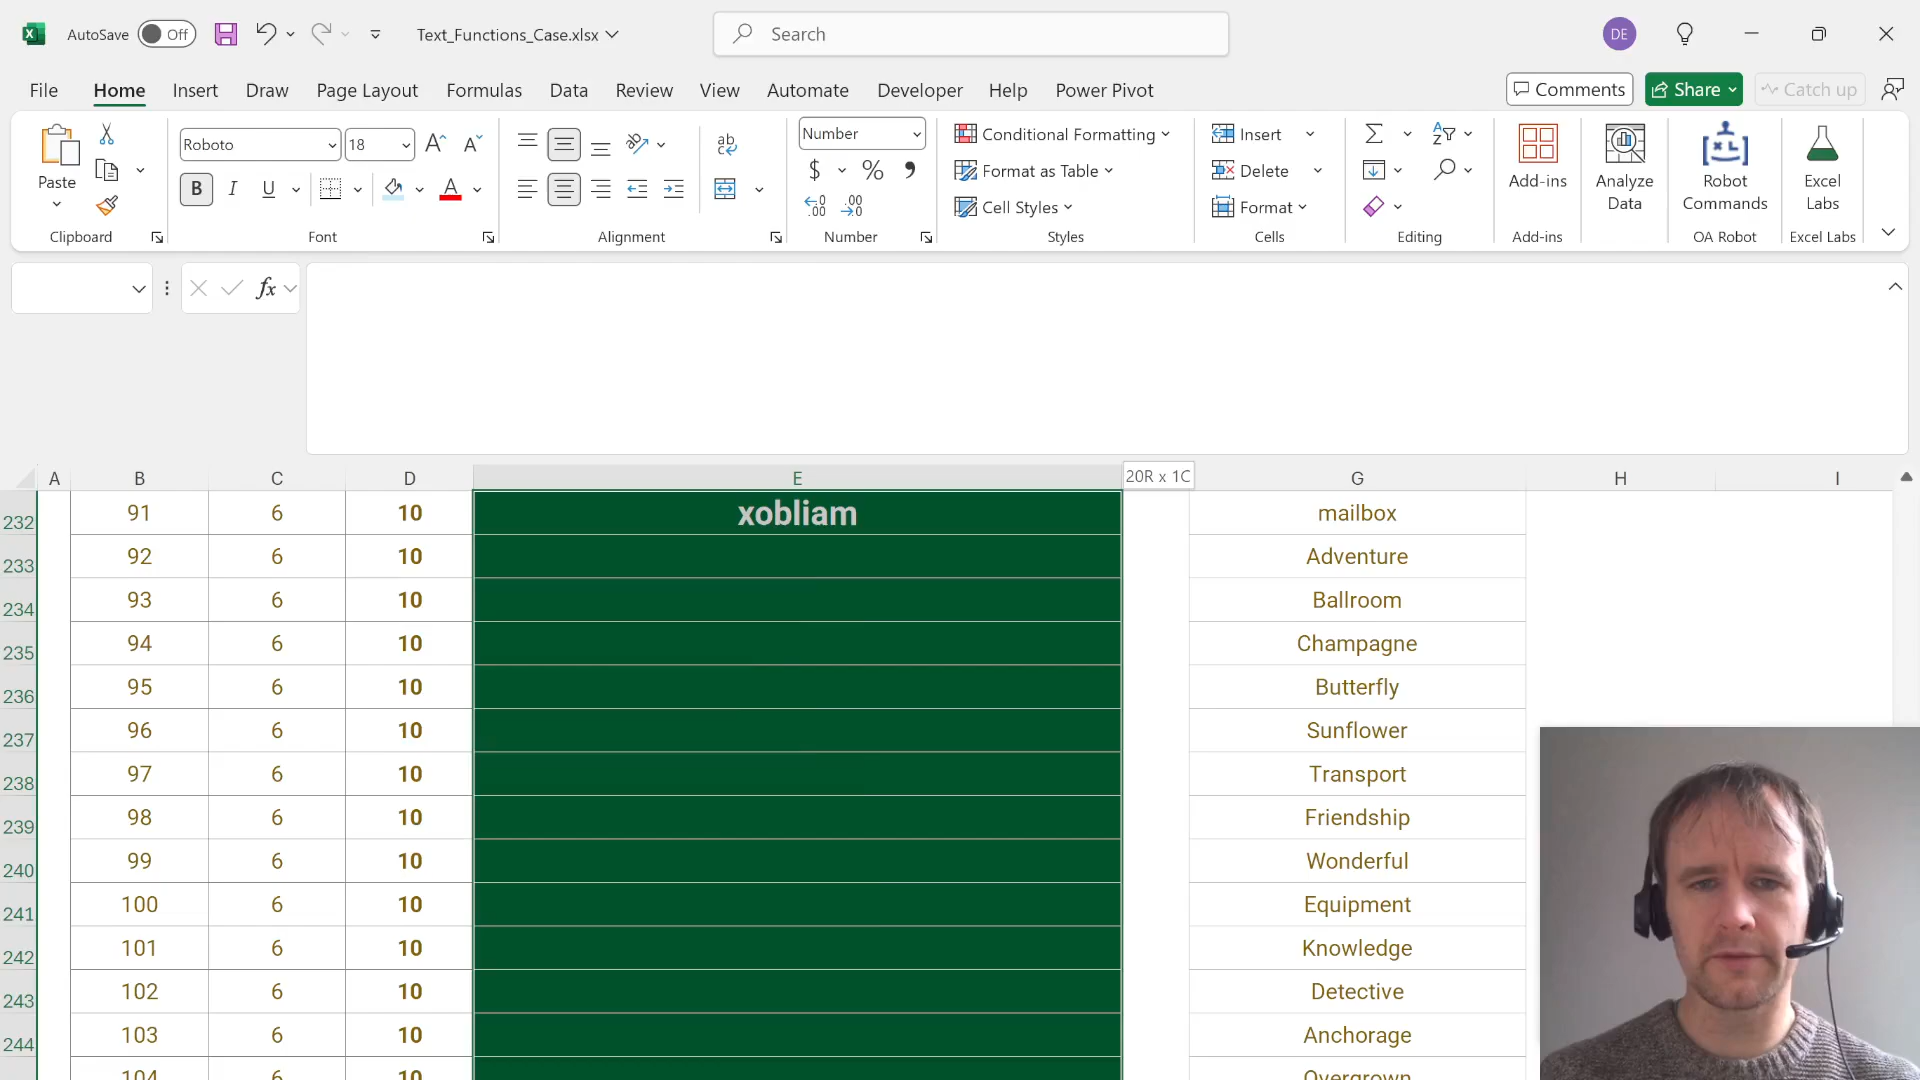 AutoSave Off Text_Functions_Case.xlsx Search DE
File Home Insert Draw Page Layout Formulas Data Review View Automate Developer Help Power Pivot Comments Share Catch up
Paste Roboto 18 Number Conditional Formatting Insert
B I U $ % Format as Table Delete Add-ins Analyze Data Robot Commands Excel Labs
Cell Styles Format
Clipboard Font Alignment Number Styles Cells Editing Add-ins OA Robot Excel Labs
fx
A B C D E 20R x 1C G H I
232 91 6 10 xobliam mailbox
233 92 6 10 Adventure
234 93 6 10 Ballroom
235 94 6 10 Champagne
236 95 6 10 Butterfly
237 96 6 10 Sunflower
238 97 6 10 Transport
239 98 6 10 Friendship
240 99 6 10 Wonderful
241 100 6 10 Equipment
242 101 6 10 Knowledge
243 102 6 10 Detective
244 103 6 10 Anchorage
104 6 10 Overgrown